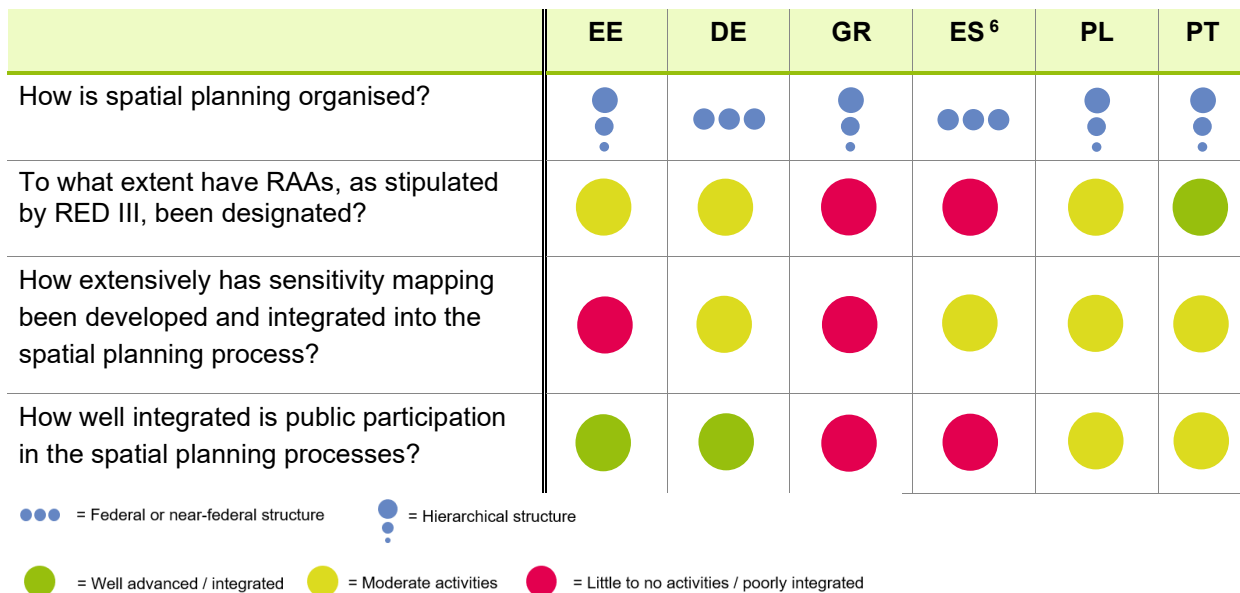 EE DE GR ES 6 PL PT
How is spatial planning organised?
To what extent have RAAs, as stipulated
by RED III, been designated?
How extensively has sensitivity mapping
been developed and integrated into the
spatial planning process?
How well integrated is public participation
in the spatial planning processes?
= Federal or near-federal structure = Hierarchical structure
= Well advanced / integrated = Moderate activities = Little to no activities / poorly integrated